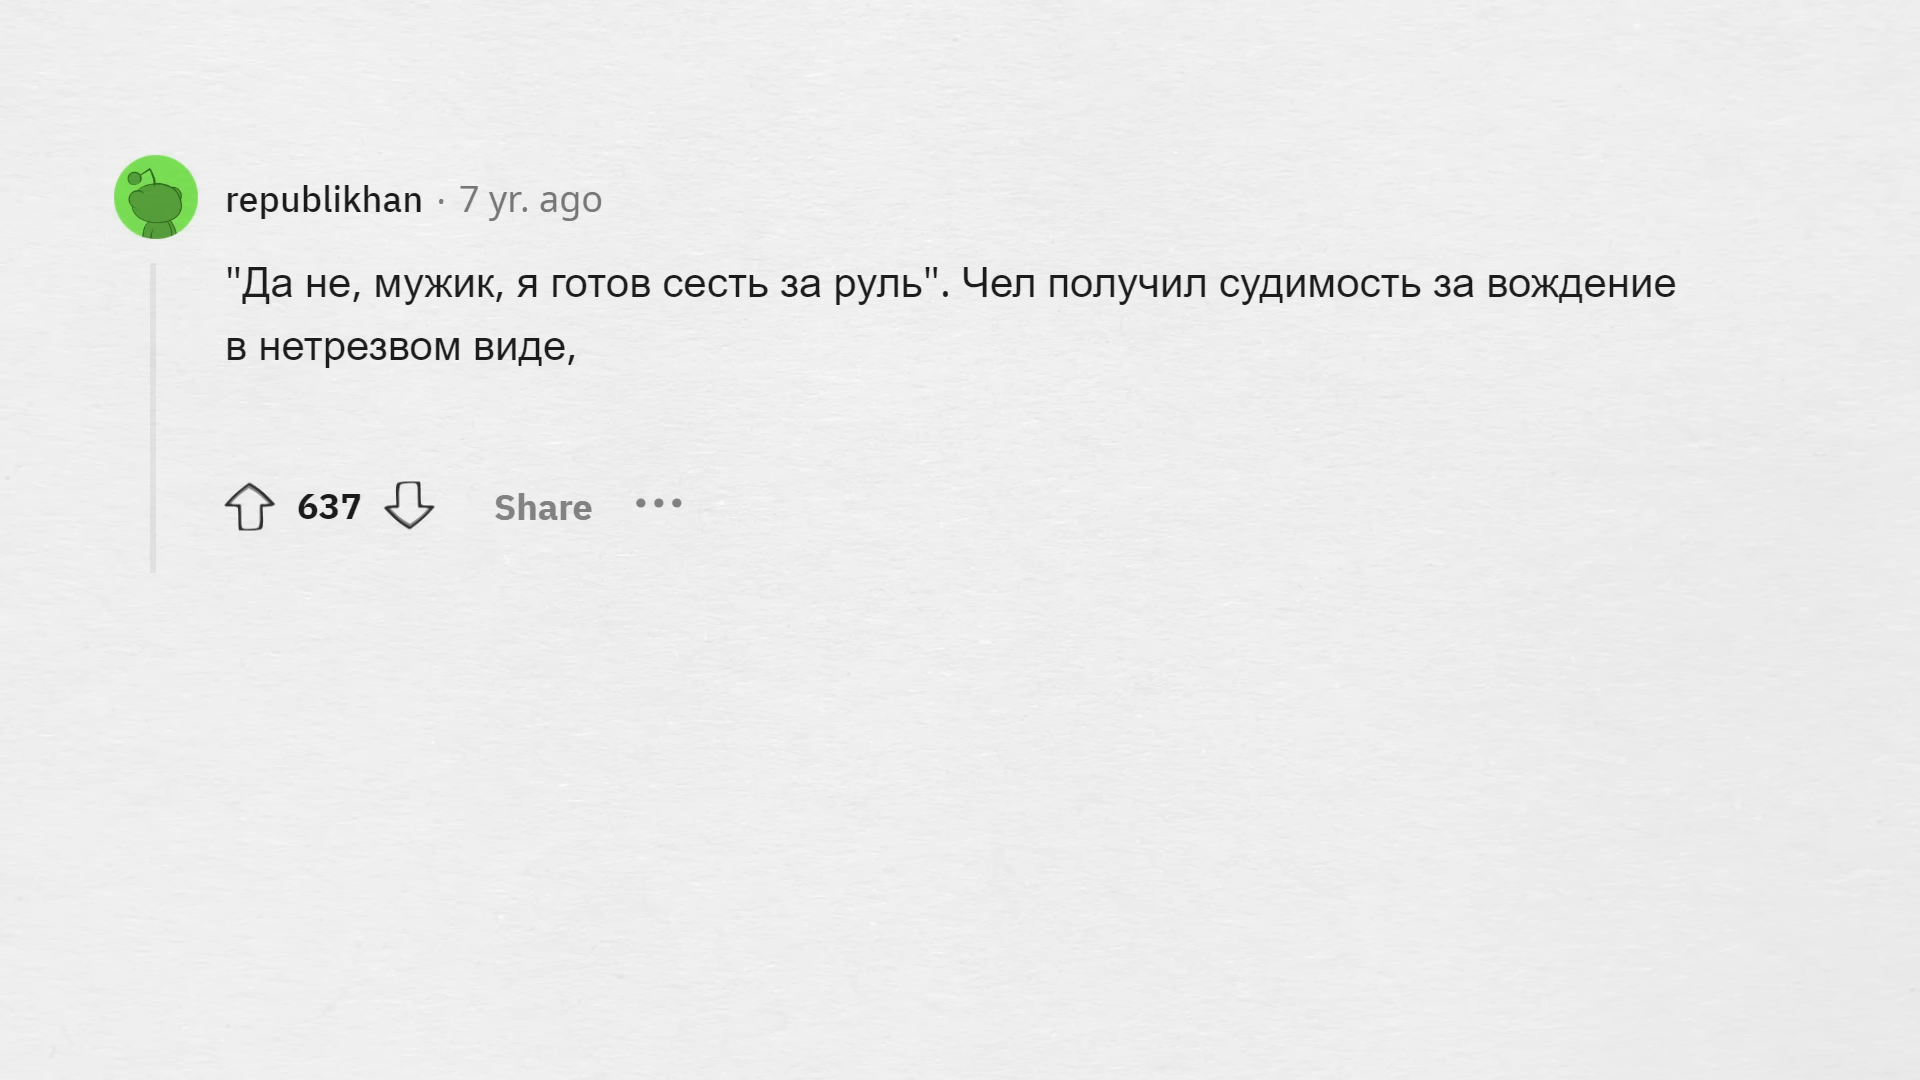 republikhan · 7 yr. ago
"Да не, мужик, я готов сесть за руль". Чел получил судимость за вождение
в нетрезвом виде,
637 Share •••